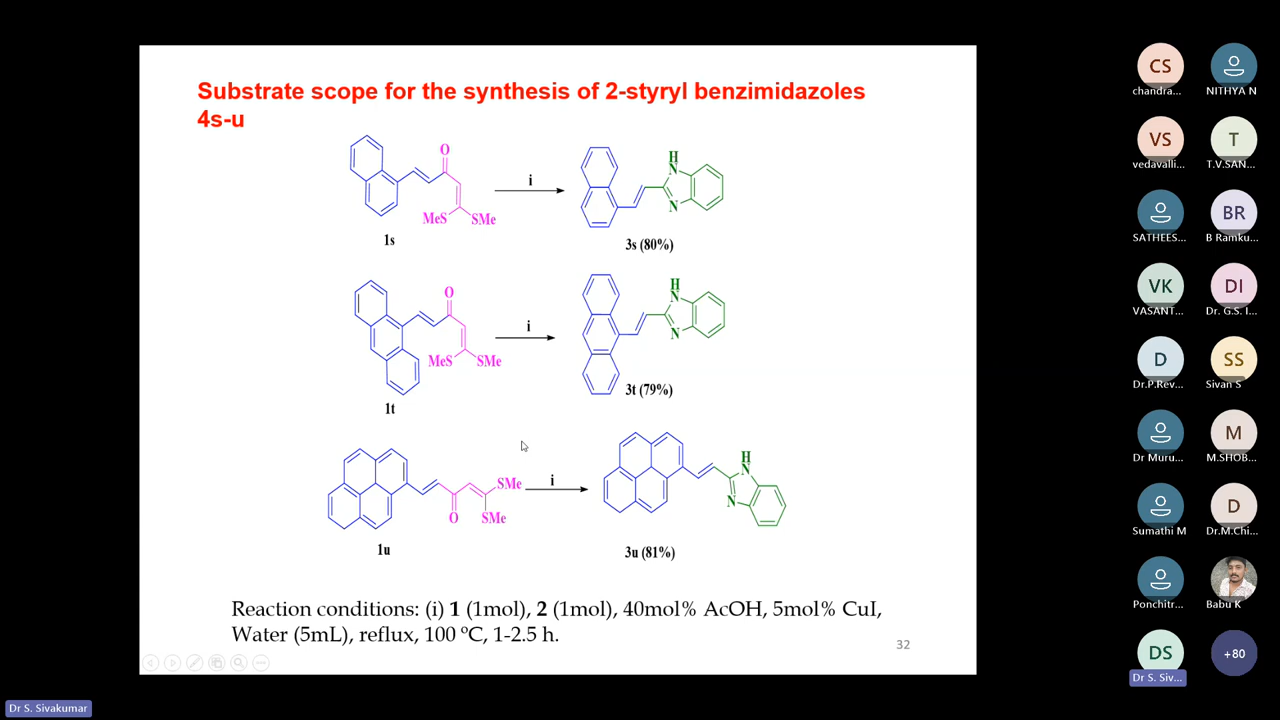 Substrate scope for the synthesis of 2-styryl benzimidazoles
4s-u
O
MeS
SMe
1s
i
H
N
N
3s (80%)
O
MeS
SMe
1t
i
H
N
N
3t (79%)
SMe
O
SMe
1u
i
H
N
N
3u (81%)
Reaction conditions: (i) 1 (1mol), 2 (1mol), 40mol% AcOH, 5mol% CuI,
Water (5mL), reflux, 100 ºC, 1-2.5 h.
32
CS
chandra...
NITHYA N
VS
vedavalli...
T
T.V.SAN...
SATHEES...
BR
B Ramku...
VK
VASANT...
DI
Dr. G.S. I...
D
Dr.P.Rev...
SS
Sivan S
Dr Muru...
M
M.SHOB...
Sumathi M
D
Dr.M.Chi...
Ponchitr...
Babu K
DS
Dr S. Siv...
+80
Dr S. Sivakumar